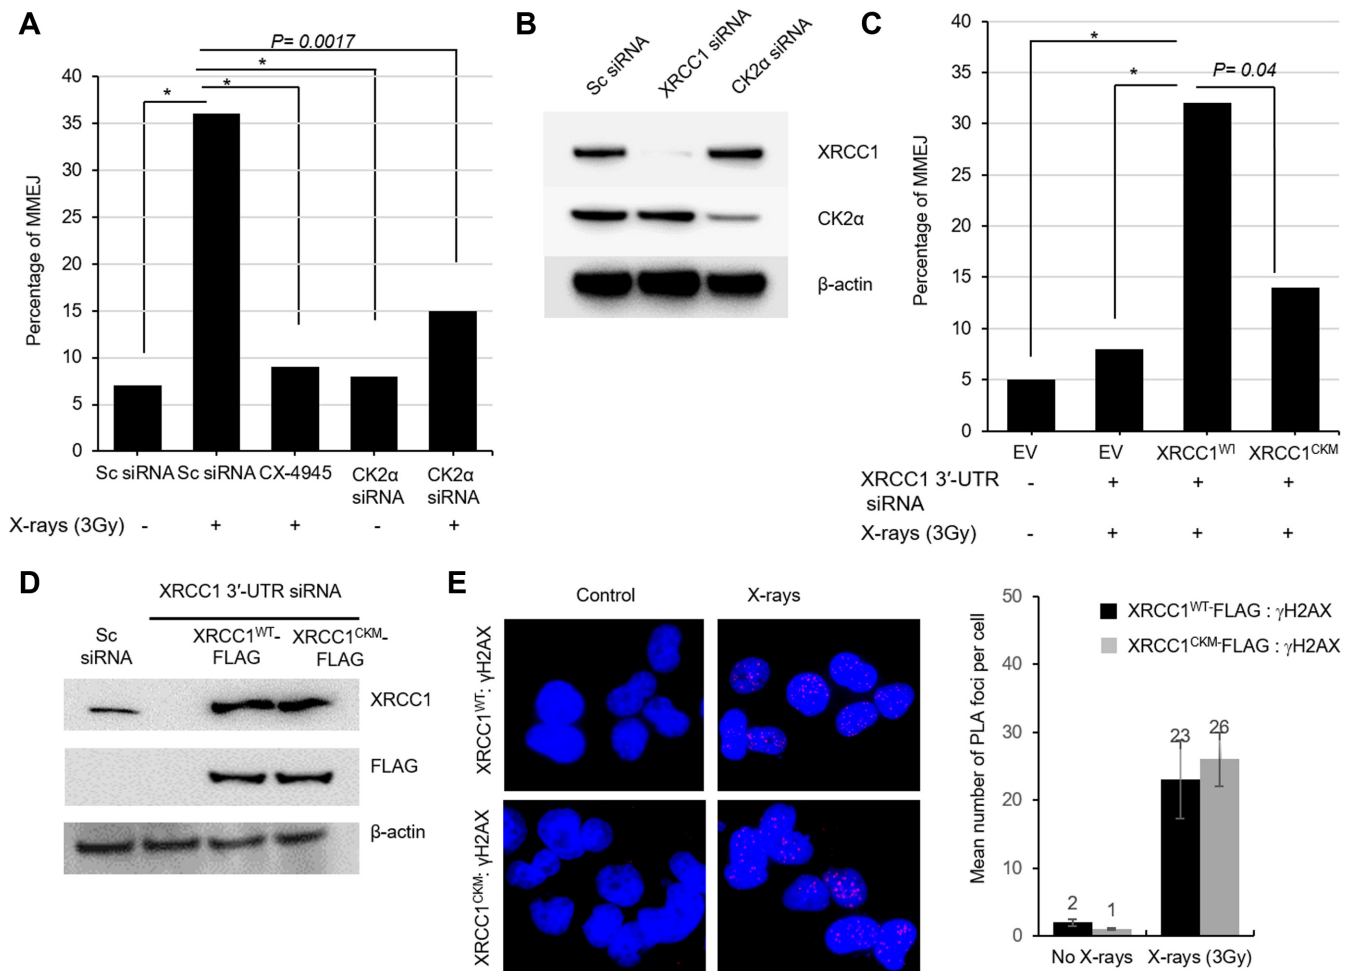 A
P= 0.0017
*
*
*
40
35
30
25
20
15
10
5
0
Percentage of MMEJ
Sc siRNA Sc siRNA CX-4945 CK2α siRNA CK2α siRNA
X-rays (3Gy) - + + - +
B
Sc siRNA
XRCC1 siRNA
CK2α siRNA
XRCC1
CK2α
β-actin
C
*
*
P= 0.04
40
35
30
25
20
15
10
5
0
Percentage of MMEJ
EV EV XRCC1WT XRCC1CKM
XRCC1 3′-UTR siRNA - + + +
X-rays (3Gy) - + + +
D
XRCC1 3′-UTR siRNA
Sc siRNA
XRCC1WT-FLAG
XRCC1CKM-FLAG
XRCC1
FLAG
β-actin
E
Control X-rays
XRCC1WT: γH2AX
XRCC1CKM: γH2AX
50
40
30
20
10
0
Mean number of PLA foci per cell
XRCC1WT-FLAG : γH2AX
XRCC1CKM-FLAG : γH2AX
2
1
23
26
No X-rays X-rays (3Gy)